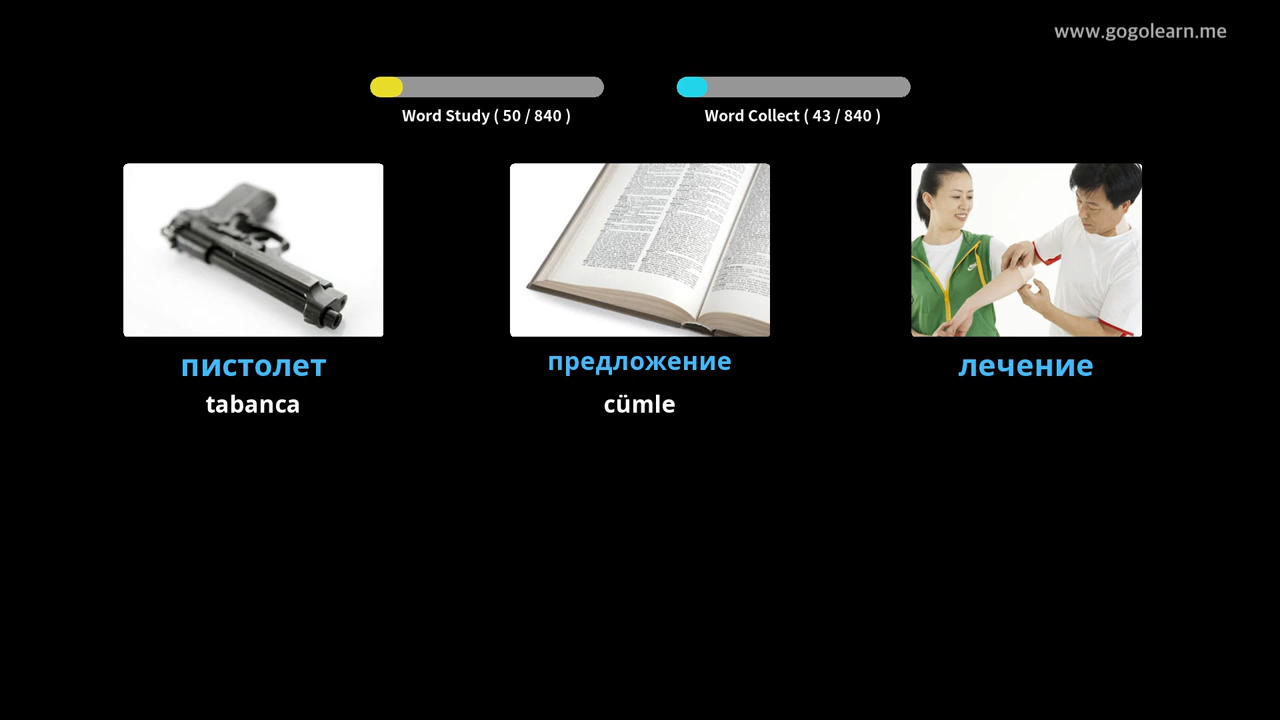 www.gogolearn.me
Word Study ( 50 / 840 )
Word Collect ( 43 / 840 )
пистолет
tabanca
предложение
cümle
лечение